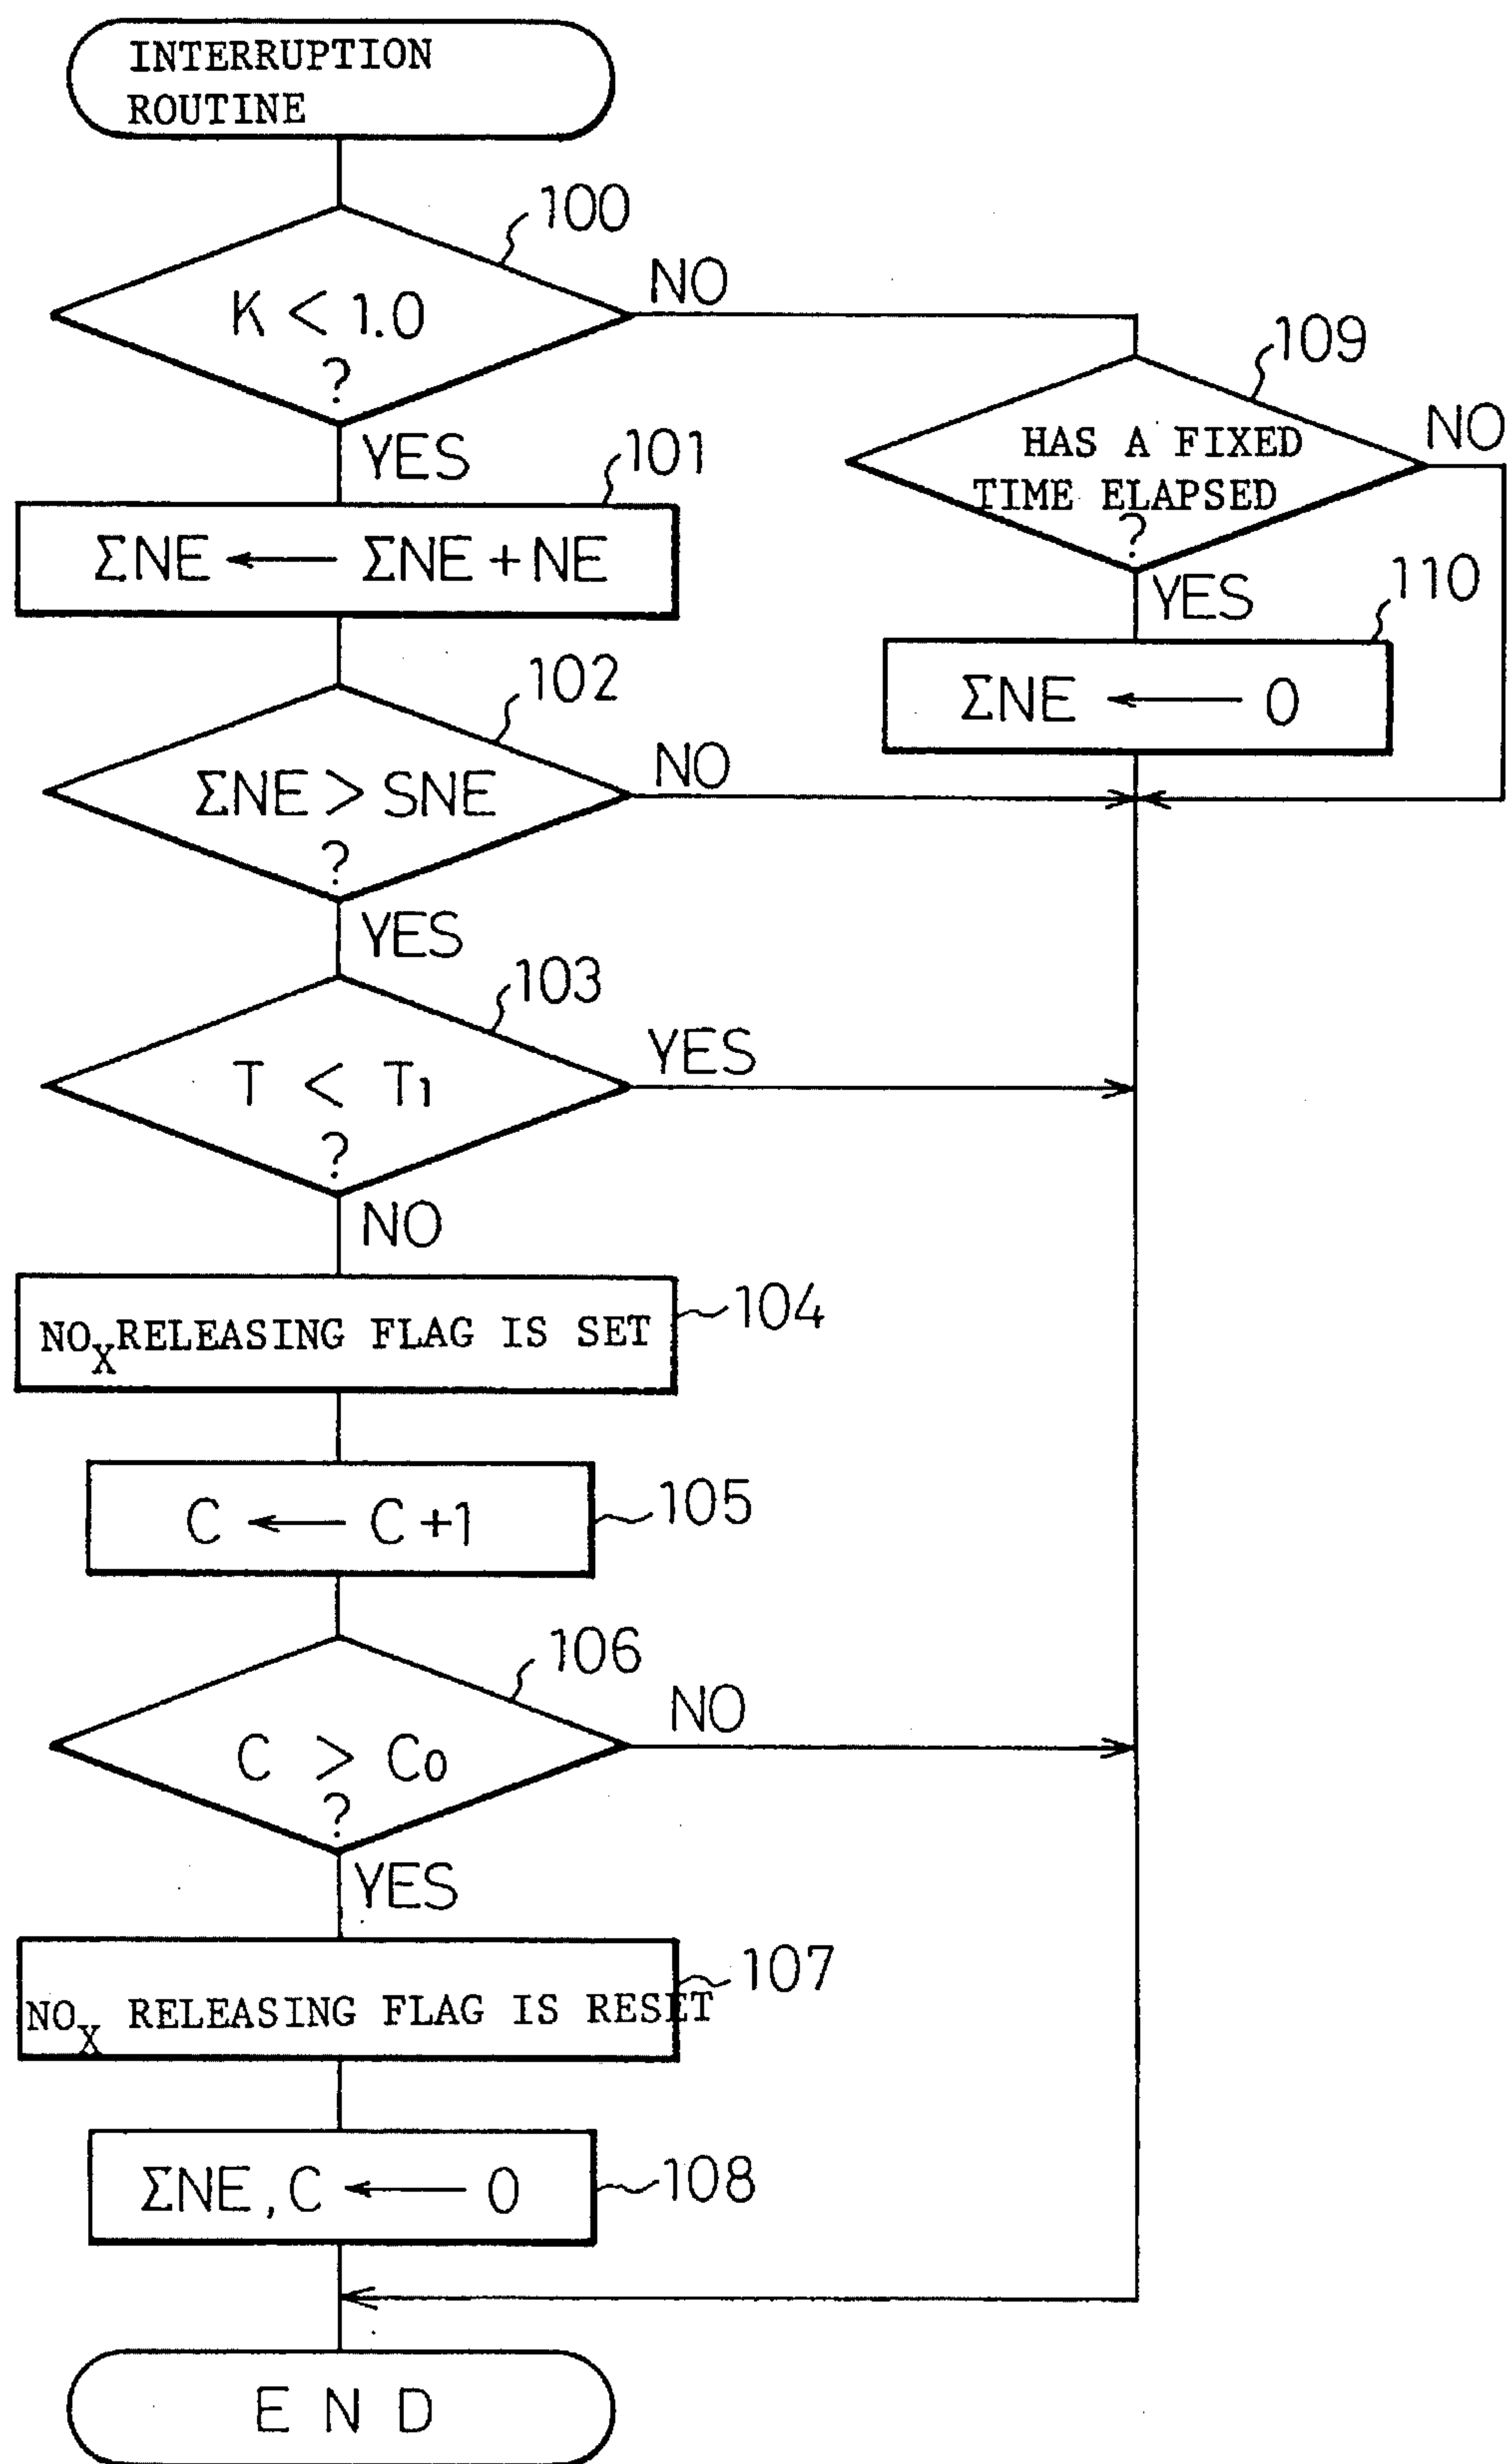 INTERRUPTION
ROUTINE
100
K < 1.0
?
NO
YES
109
HAS A FIXED
TIME ELAPSED
?
NO
YES
101
ΣNE ← ΣNE + NE
110
ΣNE ← 0
102
ΣNE > SNE
?
NO
YES
103
T < T1
?
YES
NO
NOX RELEASING FLAG IS SET
104
C ← C +1
105
106
C > C0
?
NO
YES
NOX RELEASING FLAG IS RESET
107
ΣNE, C ← 0
108
END